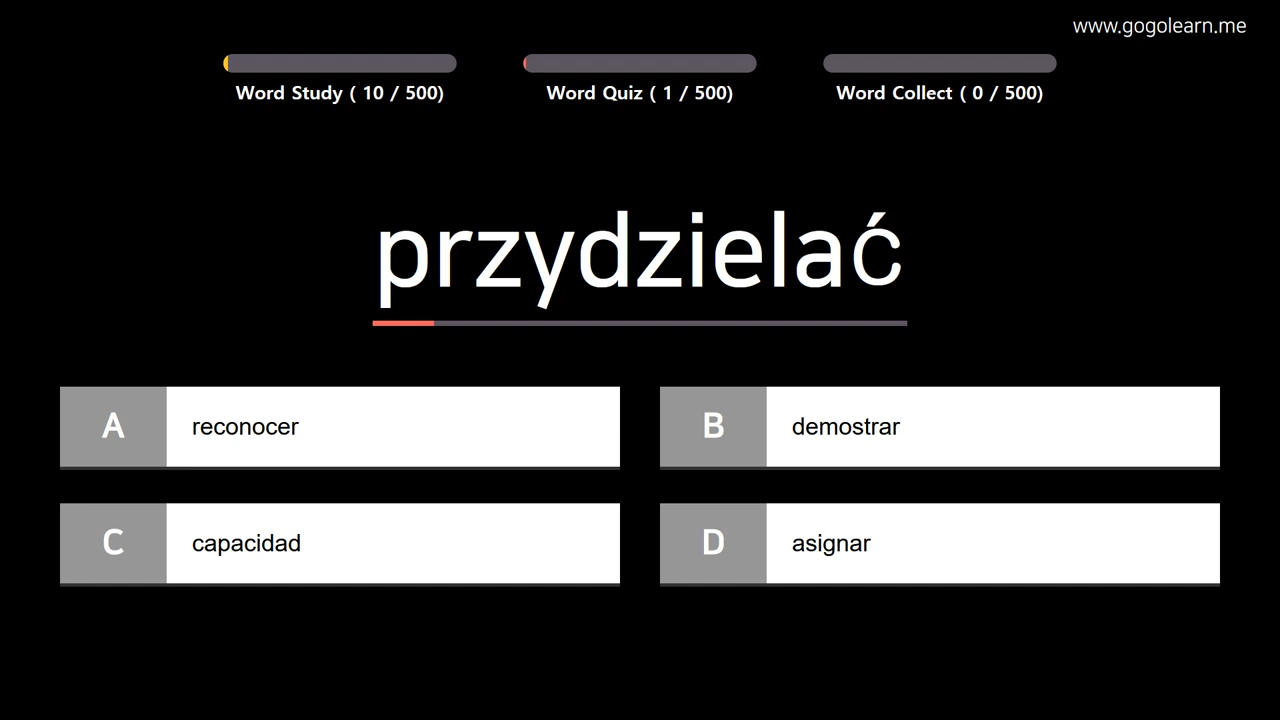 www.gogolearn.me
Word Study ( 10 / 500)
Word Quiz ( 1 / 500)
Word Collect ( 0 / 500)
przydzielać
A reconocer
B demostrar
C capacidad
D asignar